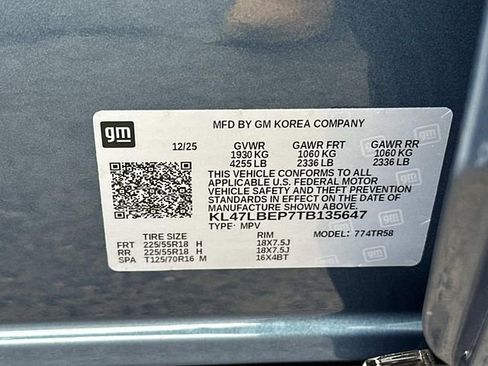 gm
MFD BY GM KOREA COMPANY
12/25 GVWR GAWR FRT GAWR RR
1930 KG 1060 KG 1060 KG
4255 LB 2336 LB 2336 LB
THIS VEHICLE CONFORMS TO ALL
APPLICABLE U.S. FEDERAL MOTOR
VEHICLE SAFETY AND THEFT PREVENTION
STANDARDS IN EFFECT ON THE DATE OF
MANUFACTURE SHOWN ABOVE.
KL47LBEP7TB135647
TYPE: MPV MODEL: 774TR58
TIRE SIZE RIM
FRT 225/55R18 H 18X7.5J
RR 225/55R18 H 18X7.5J
SPA T125/70R16 M 16X4BT